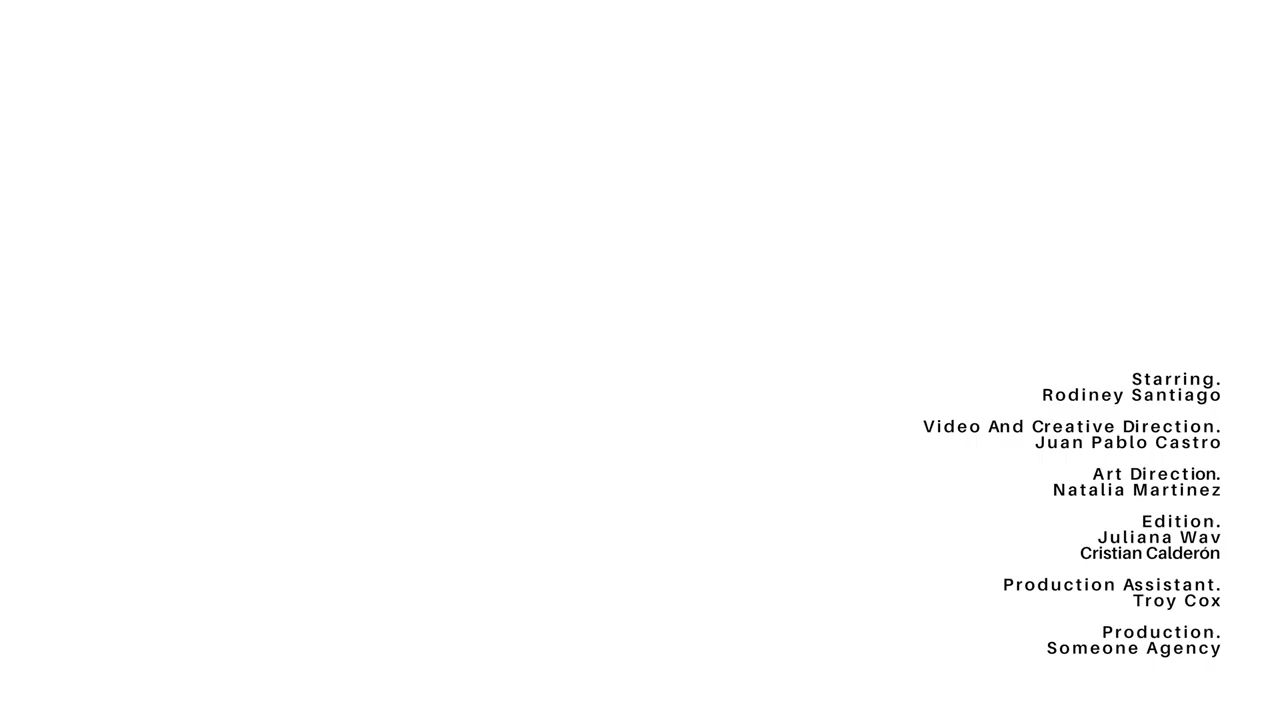 Starring.
Rodiney Santiago
Video And Creative Direction.
Juan Pablo Castro
Art Direction.
Natalia Martinez
Edition.
Juliana Wav
Cristian Calderón
Production Assistant.
Troy Cox
Production.
Someone Agency